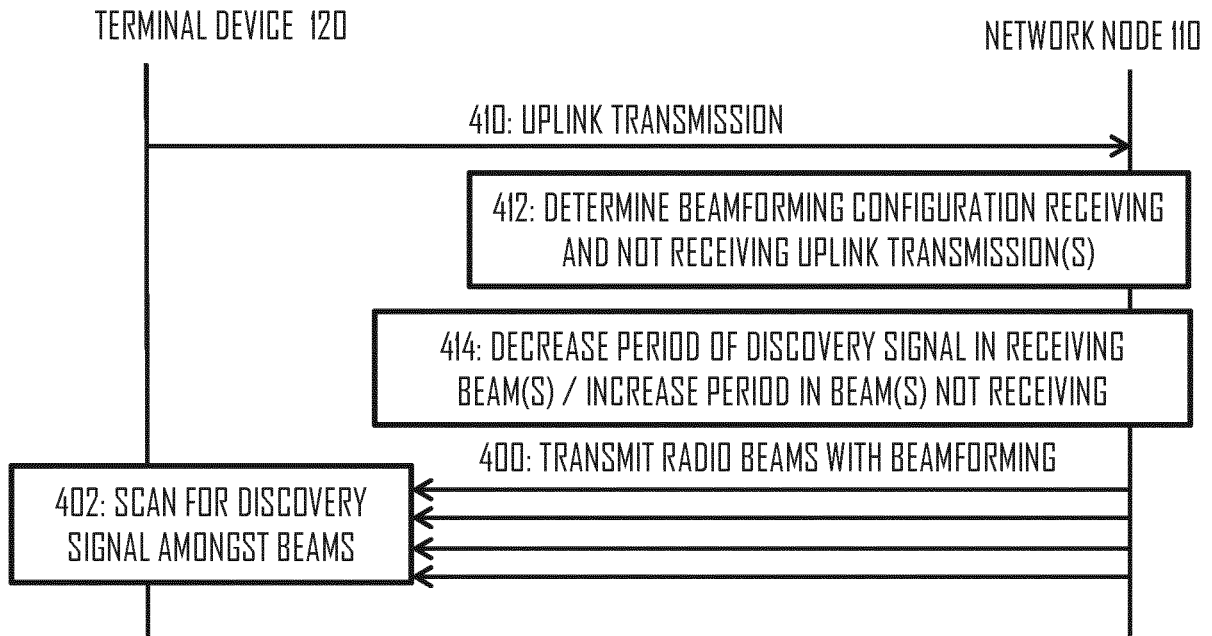 TERMINAL DEVICE 120
NETWORK NODE 110
410: UPLINK TRANSMISSION
412: DETERMINE BEAMFORMING CONFIGURATION RECEIVING
AND NOT RECEIVING UPLINK TRANSMISSION(S)
414: DECREASE PERIOD OF DISCOVERY SIGNAL IN RECEIVING
BEAM(S) / INCREASE PERIOD IN BEAM(S) NOT RECEIVING
400: TRANSMIT RADIO BEAMS WITH BEAMFORMING
402: SCAN FOR DISCOVERY
SIGNAL AMONGST BEAMS